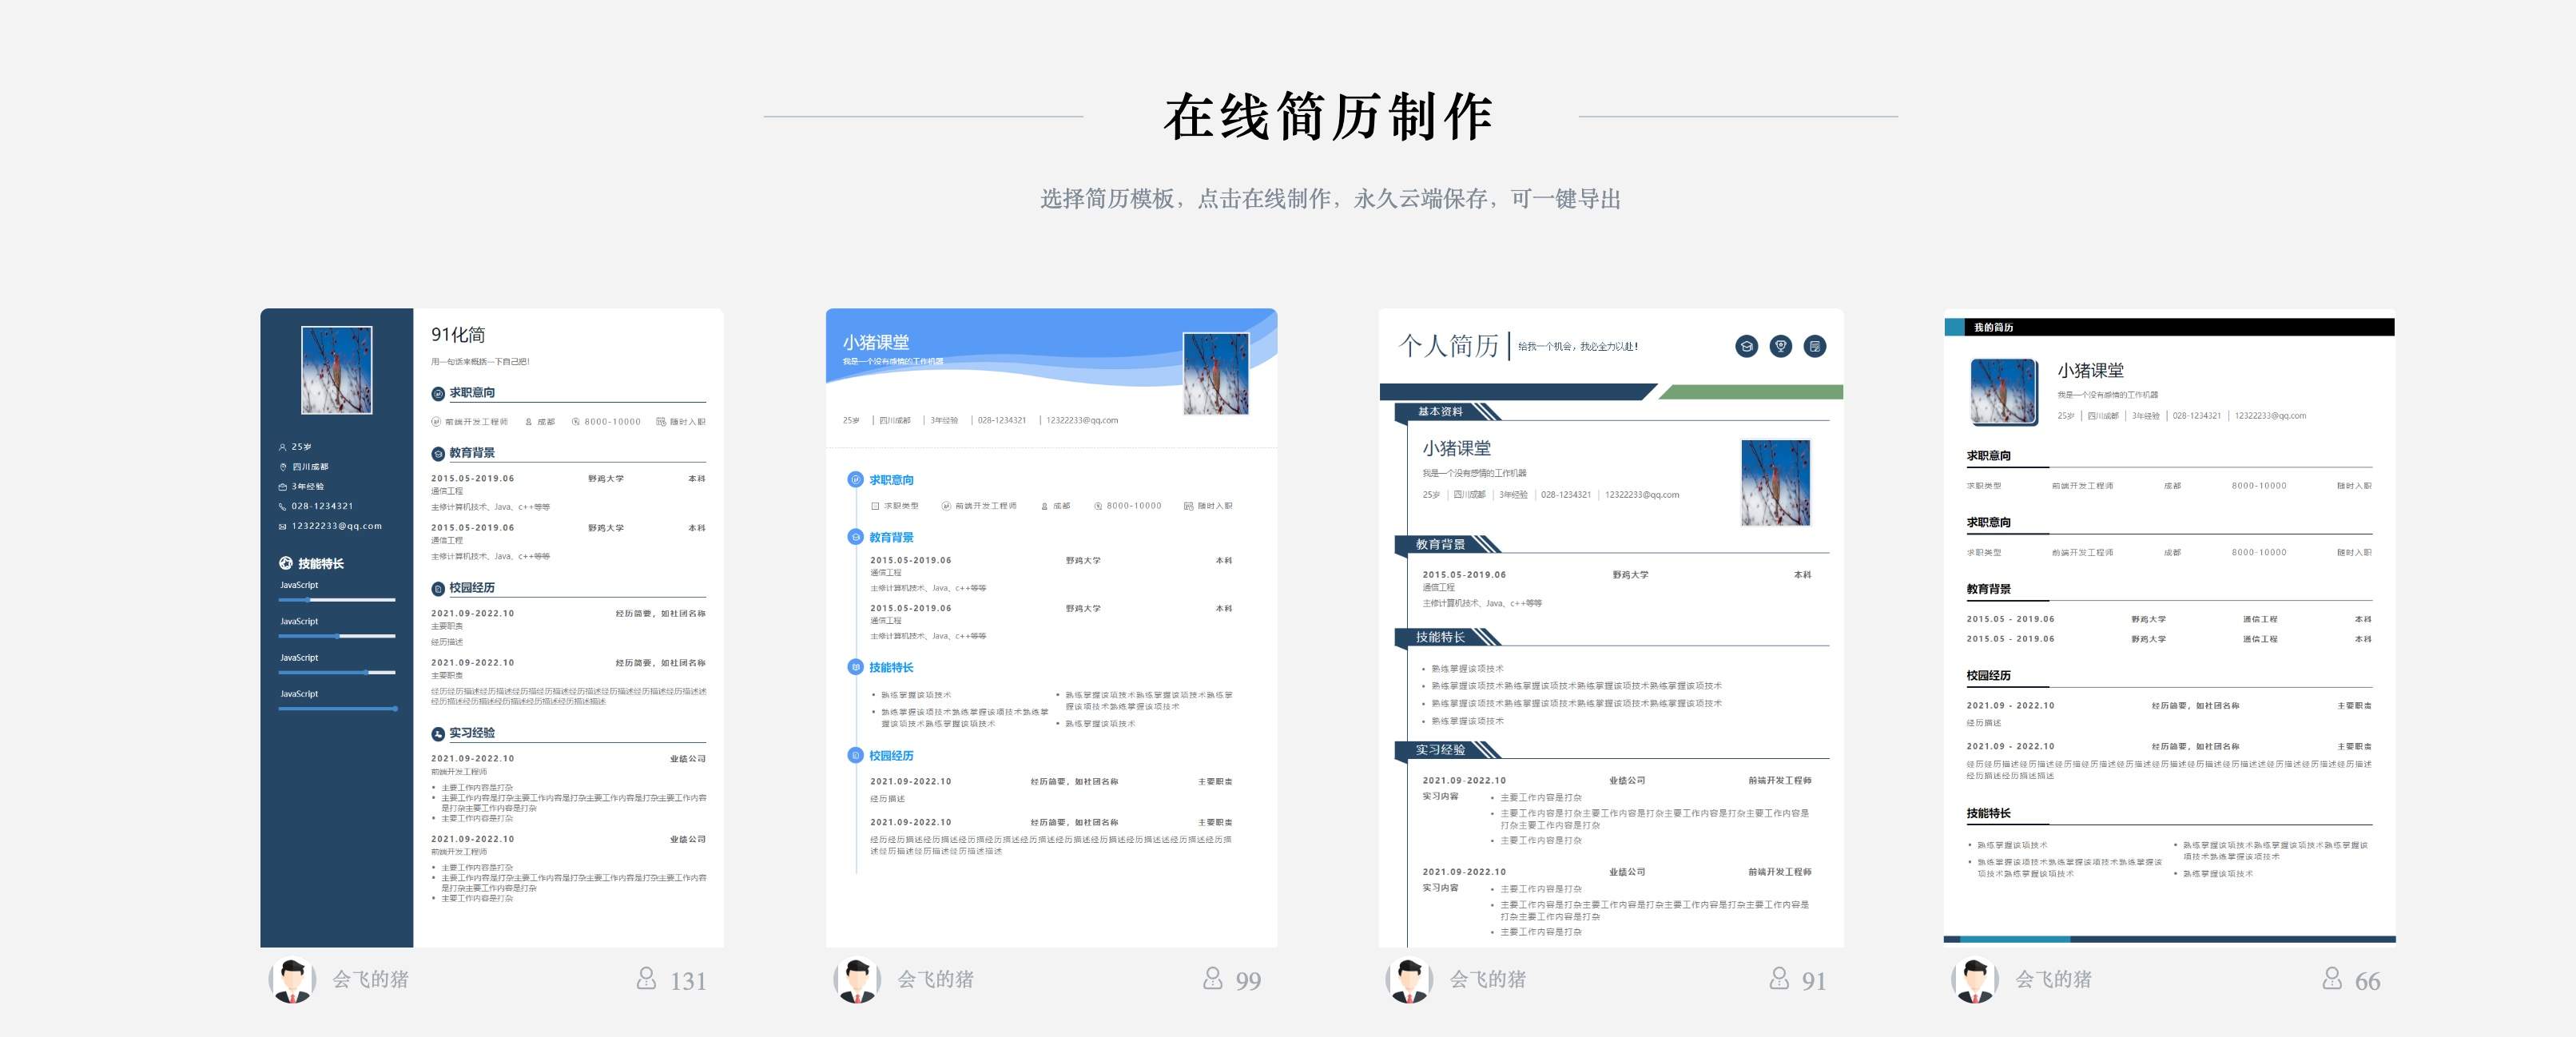 在线简历制作
选择简历模板，点击在线制作，永久云端保存，可一键导出
91化简
用一句话来概括一下自己吧!
25岁
四川成都
3年经验
028-1234321
12322233@qq.com
技能特长
JavaScript
JavaScript
JavaScript
JavaScript
求职意向
前端开发工程师 成都 8000-10000 随时入职
教育背景
2015.05-2019.06 野鸡大学 本科
通信工程
主修计算机技术、Java、c++等等
2015.05-2019.06 野鸡大学 本科
通信工程
主修计算机技术、Java、c++等等
校园经历
2021.09-2022.10 经历简要，如社团名称
主要职责
经历描述
2021.09-2022.10 经历简要，如社团名称
主要职责
经历经历描述经历描述经历描经历描述经历描述经历描述经历描述经历描述述
经历描述经历描述经历描述经历描述经历描述
实习经验
2021.09-2022.10 业绩公司
前端开发工程师
主要工作内容是打杂
主要工作内容是打杂主要工作内容是打杂主要工作内容是打杂主要工作内容
是打杂主要工作内容是打杂
主要工作内容是打杂
2021.09-2022.10 业绩公司
前端开发工程师
主要工作内容是打杂
主要工作内容是打杂主要工作内容是打杂主要工作内容是打杂主要工作内容
是打杂主要工作内容是打杂
主要工作内容是打杂
会飞的猪 131
小猪课堂
我是一个没有感情的工作机器
25岁 四川成都 3年经验 028-1234321 12322233@qq.com
求职意向
求职类型 前端开发工程师 成都 8000-10000 随时入职
教育背景
2015.05-2019.06 野鸡大学 本科
通信工程
主修计算机技术、Java、c++等等
2015.05-2019.06 野鸡大学 本科
通信工程
主修计算机技术、Java、c++等等
技能特长
熟练掌握该项技术
熟练掌握该项技术熟练掌握该项技术熟练掌
握该项技术熟练掌握该项技术
熟练掌握该项技术熟练掌握该项技术熟练掌
握该项技术熟练掌握该项技术
熟练掌握该项技术
校园经历
2021.09-2022.10 经历简要，如社团名称 主要职责
经历描述
2021.09-2022.10 经历简要，如社团名称 主要职责
经历经历描述经历描述经历描经历描述经历描述经历描述经历描述经历描述述经历描述经历描
述经历描述经历描述经历描述描述
会飞的猪 99
个人简历 给我一个机会，我必全力以赴！
基本资料
小猪课堂
我是一个没有感情的工作机器
25岁 四川成都 3年经验 028-1234321 12322233@qq.com
教育背景
2015.05-2019.06 野鸡大学 本科
通信工程
主修计算机技术、Java、c++等等
技能特长
熟练掌握该项技术
熟练掌握该项技术熟练掌握该项技术熟练掌握该项技术熟练掌握该项技术
熟练掌握该项技术熟练掌握该项技术熟练掌握该项技术熟练掌握该项技术
熟练掌握该项技术
实习经验
2021.09-2022.10 业绩公司 前端开发工程师
实习内容
主要工作内容是打杂
主要工作内容是打杂主要工作内容是打杂主要工作内容是打杂主要工作内容是
打杂主要工作内容是打杂
主要工作内容是打杂
2021.09-2022.10 业绩公司 前端开发工程师
实习内容
主要工作内容是打杂
主要工作内容是打杂主要工作内容是打杂主要工作内容是打杂主要工作内容是
打杂主要工作内容是打杂
主要工作内容是打杂
会飞的猪 91
我的简历
小猪课堂
我是一个没有感情的工作机器
25岁 四川成都 3年经验 028-1234321 12322233@qq.com
求职意向
求职类型 前端开发工程师 成都 8000-10000 随时入职
求职意向
求职类型 前端开发工程师 成都 8000-10000 随时入职
教育背景
2015.05 - 2019.06 野鸡大学 通信工程 本科
2015.05 - 2019.06 野鸡大学 通信工程 本科
校园经历
2021.09 - 2022.10 经历简要，如社团名称 主要职责
经历描述
2021.09 - 2022.10 经历简要，如社团名称 主要职责
经历经历描述经历描述经历描经历描述经历描述经历描述经历描述经历描述述经历描述经历描述经历描述
经历描述经历描述描述
技能特长
熟练掌握该项技术
熟练掌握该项技术熟练掌握该项技术熟练掌握该
项技术熟练掌握该项技术
熟练掌握该项技术熟练掌握该项技术熟练掌握该
项技术熟练掌握该项技术
熟练掌握该项技术
会飞的猪 66